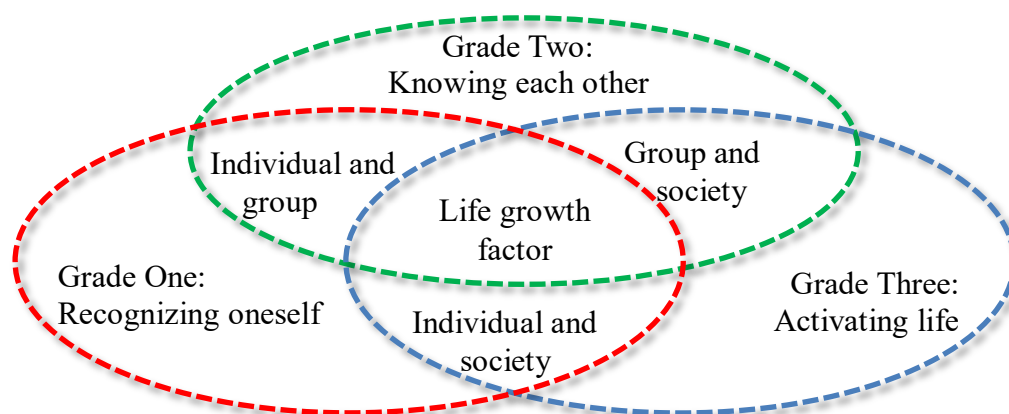 Grade Two:
Knowing each other
Individual and
group
Group and
society
Life growth
factor
Grade One:
Recognizing oneself
Grade Three:
Activating life
Individual and
society